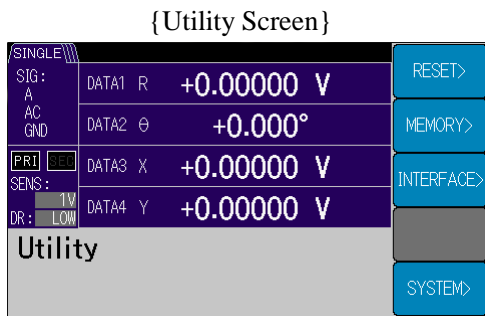 {Utility Screen}
SINGLE
SIG:
A
AC
GND
PRI SEC
SENS:
1V
DR: LOW
DATA1 R +0.00000 V
DATA2 θ +0.000°
DATA3 X +0.00000 V
DATA4 Y +0.00000 V
Utility
RESET>
MEMORY>
INTERFACE>
SYSTEM>